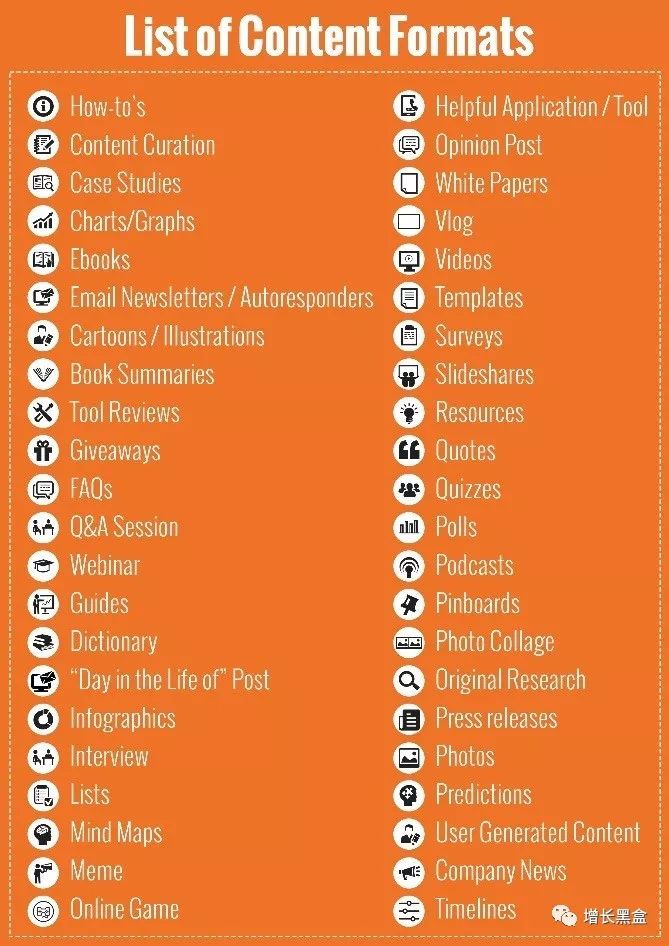 List of Content Formats
How-to's
Content Curation
Case Studies
Charts/Graphs
Ebooks
Email Newsletters / Autoresponders
Cartoons / Illustrations
Book Summaries
Tool Reviews
Giveaways
FAQs
Q&A Session
Webinar
Guides
Dictionary
“Day in the Life of” Post
Infographics
Interview
Lists
Mind Maps
Meme
Online Game
Helpful Application / Tool
Opinion Post
White Papers
Vlog
Videos
Templates
Surveys
Slideshares
Resources
Quotes
Quizzes
Polls
Podcasts
Pinboards
Photo Collage
Original Research
Press releases
Photos
Predictions
User Generated Content
Company News
Timelines
增长黑盒